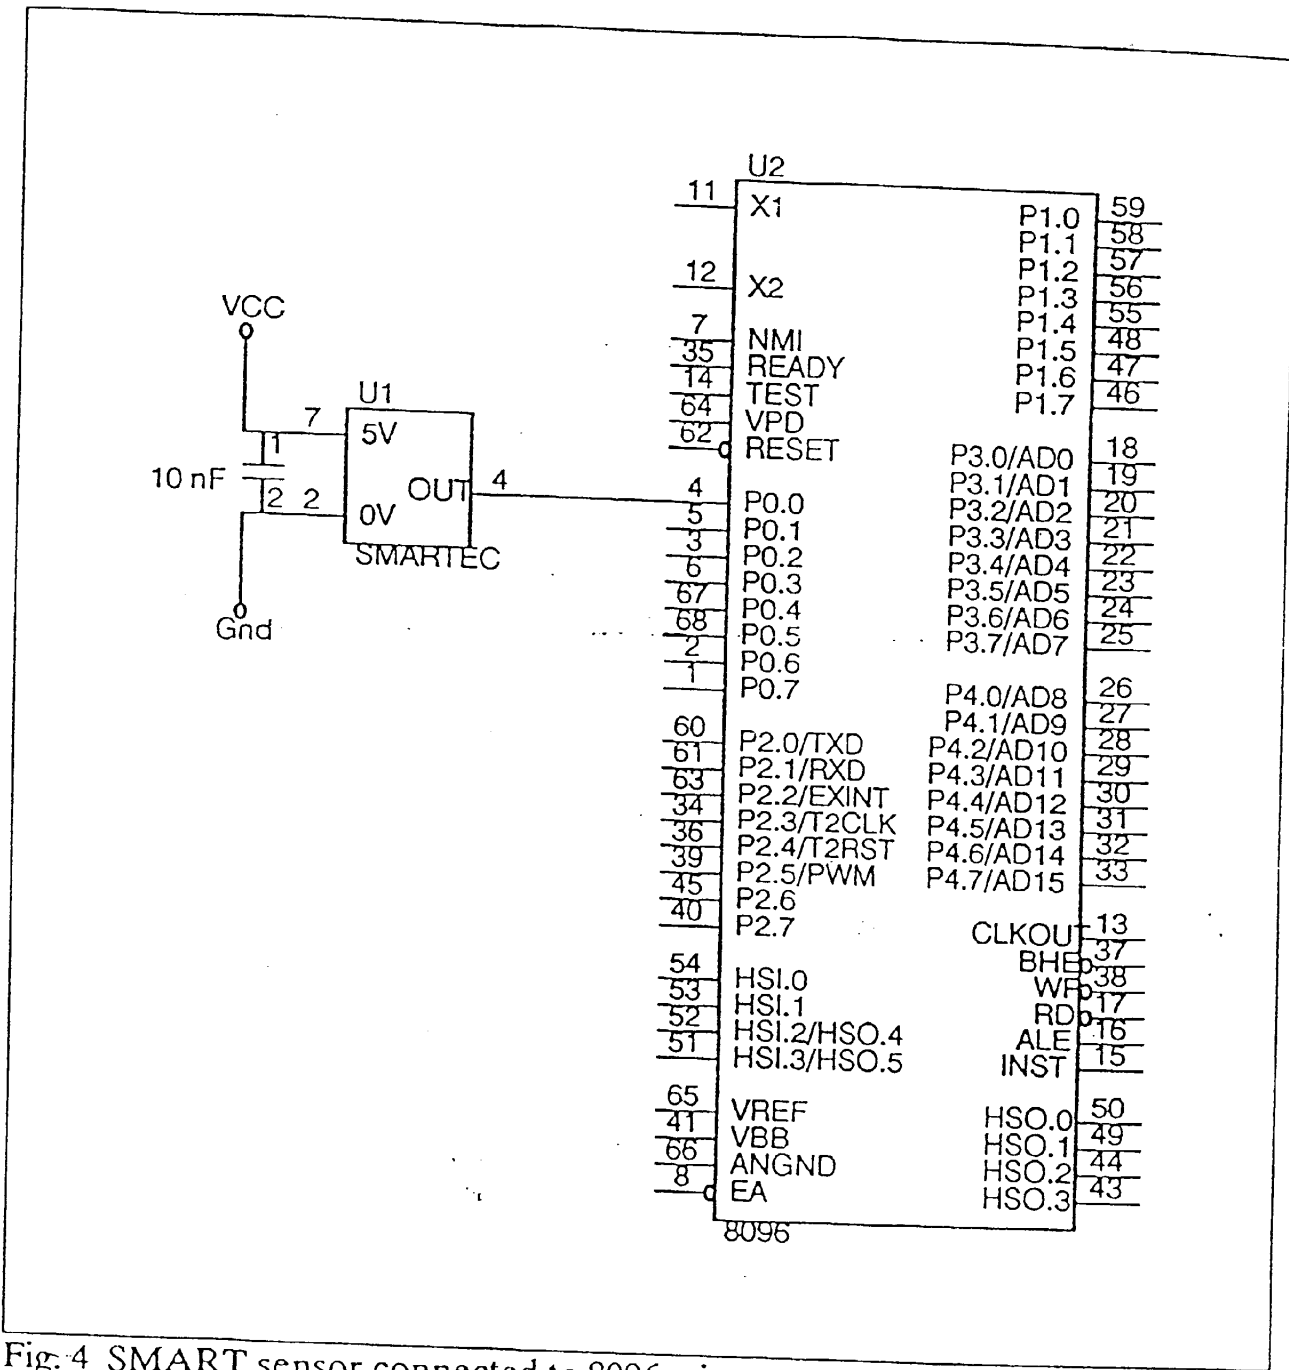 U2
11 X1
12 X2
7 NMI
35 READY
14 TEST
64 VPD
62 RESET
4 P0.0
5 P0.1
3 P0.2
6 P0.3
67 P0.4
68 P0.5
2 P0.6
1 P0.7
60 P2.0/TXD
61 P2.1/RXD
63 P2.2/EXINT
34 P2.3/T2CLK
36 P2.4/T2RST
39 P2.5/PWM
45 P2.6
40 P2.7
54 HSI.0
53 HSI.1
52 HSI.2/HSO.4
51 HSI.3/HSO.5
65 VREF
41 VBB
66 ANGND
8 EA
P1.0 59
P1.1 58
P1.2 57
P1.3 56
P1.4 55
P1.5 48
P1.6 47
P1.7 46
P3.0/AD0 18
P3.1/AD1 19
P3.2/AD2 20
P3.3/AD3 21
P3.4/AD4 22
P3.5/AD5 23
P3.6/AD6 24
P3.7/AD7 25
P4.0/AD8 26
P4.1/AD9 27
P4.2/AD10 28
P4.3/AD11 29
P4.4/AD12 30
P4.5/AD13 31
P4.6/AD14 32
P4.7/AD15 33
CLKOUT 13
BHE 37
WR 38
RD 17
ALE 16
INST 15
HSO.0 50
HSO.1 49
HSO.2 44
HSO.3 43
8096
VCC
U1
7 5V
1
10 nF
2
2 0V
OUT 4
SMARTEC
Gnd
Fig. 4 SMART sensor connected to 8096